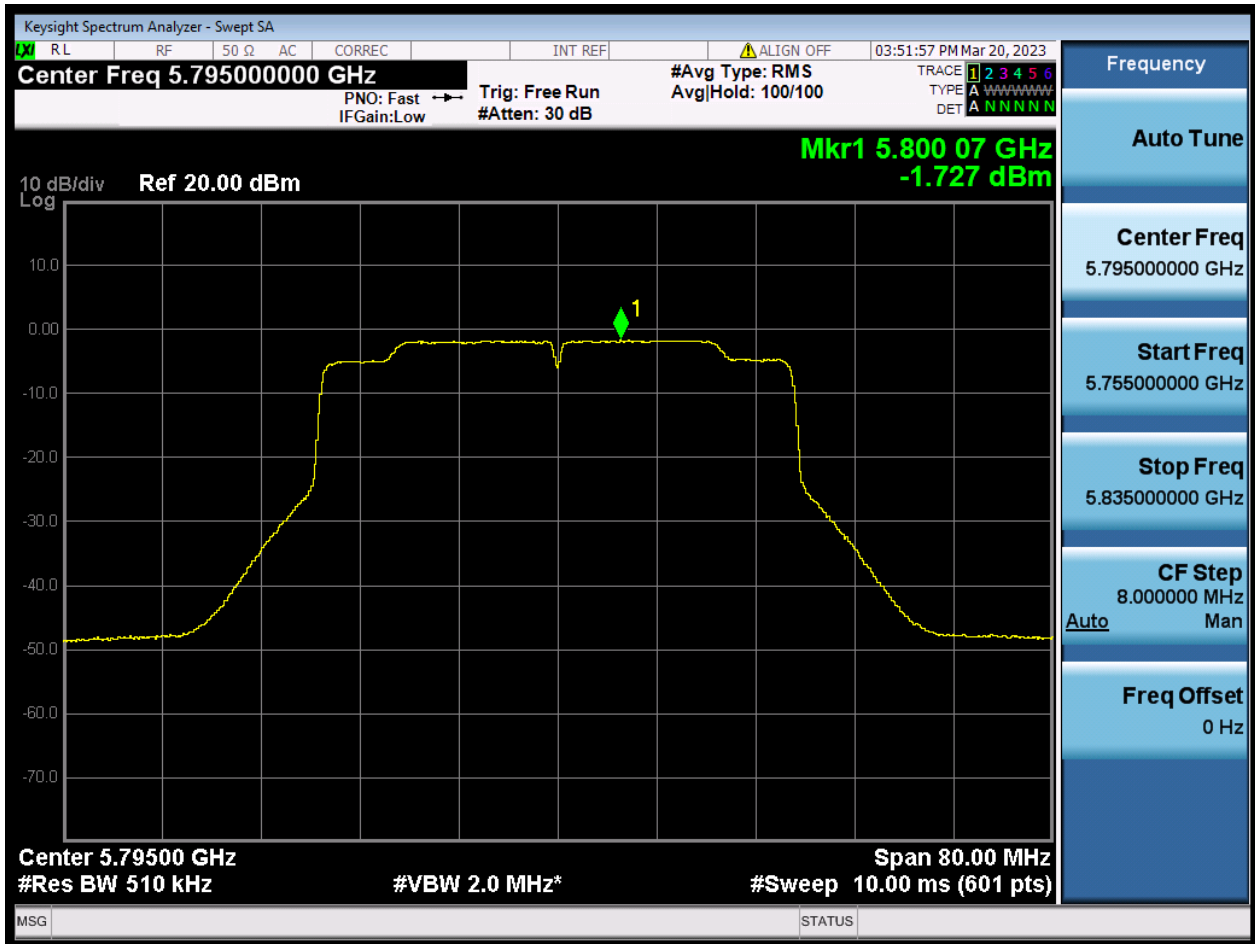 Keysight Spectrum Analyzer - Swept SA
LXI RL RF 50 Ω AC CORREC INT REF ALIGN OFF 03:51:57 PM Mar 20, 2023
Center Freq 5.795000000 GHz
PNO: Fast
IFGain:Low
Trig: Free Run
#Atten: 30 dB
#Avg Type: RMS
Avg|Hold: 100/100
TRACE 1 2 3 4 5 6
TYPE A WWWWW
DET A N N N N N
Mkr1 5.800 07 GHz
-1.727 dBm
10 dB/div Ref 20.00 dBm
Log
10.0
0.00
-10.0
-20.0
-30.0
-40.0
-50.0
-60.0
-70.0
1
Center 5.79500 GHz Span 80.00 MHz
#Res BW 510 kHz #VBW 2.0 MHz* #Sweep 10.00 ms (601 pts)
MSG STATUS
Frequency
Auto Tune
Center Freq
5.795000000 GHz
Start Freq
5.755000000 GHz
Stop Freq
5.835000000 GHz
CF Step
8.000000 MHz
Auto Man
Freq Offset
0 Hz